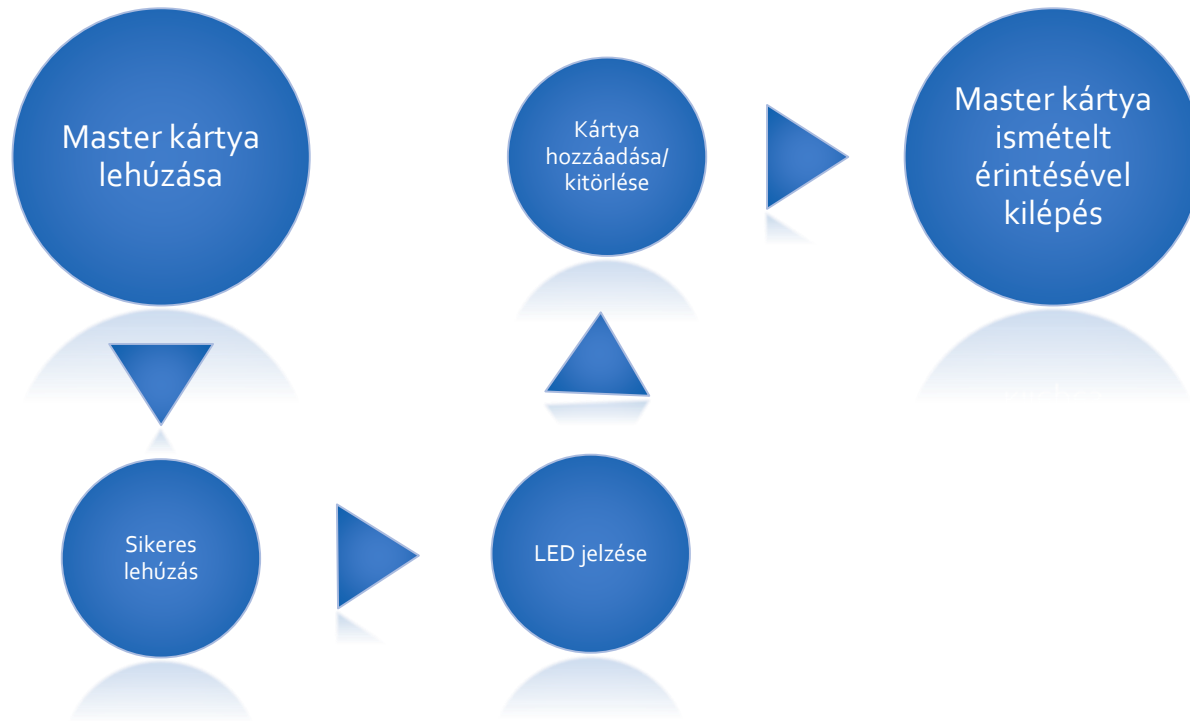 Master kártya
lehúzása
Sikeres
lehúzás
LED jelzése
Kártya
hozzáadása/
kitörlése
Master kártya
ismételt
érintésével
kilépés